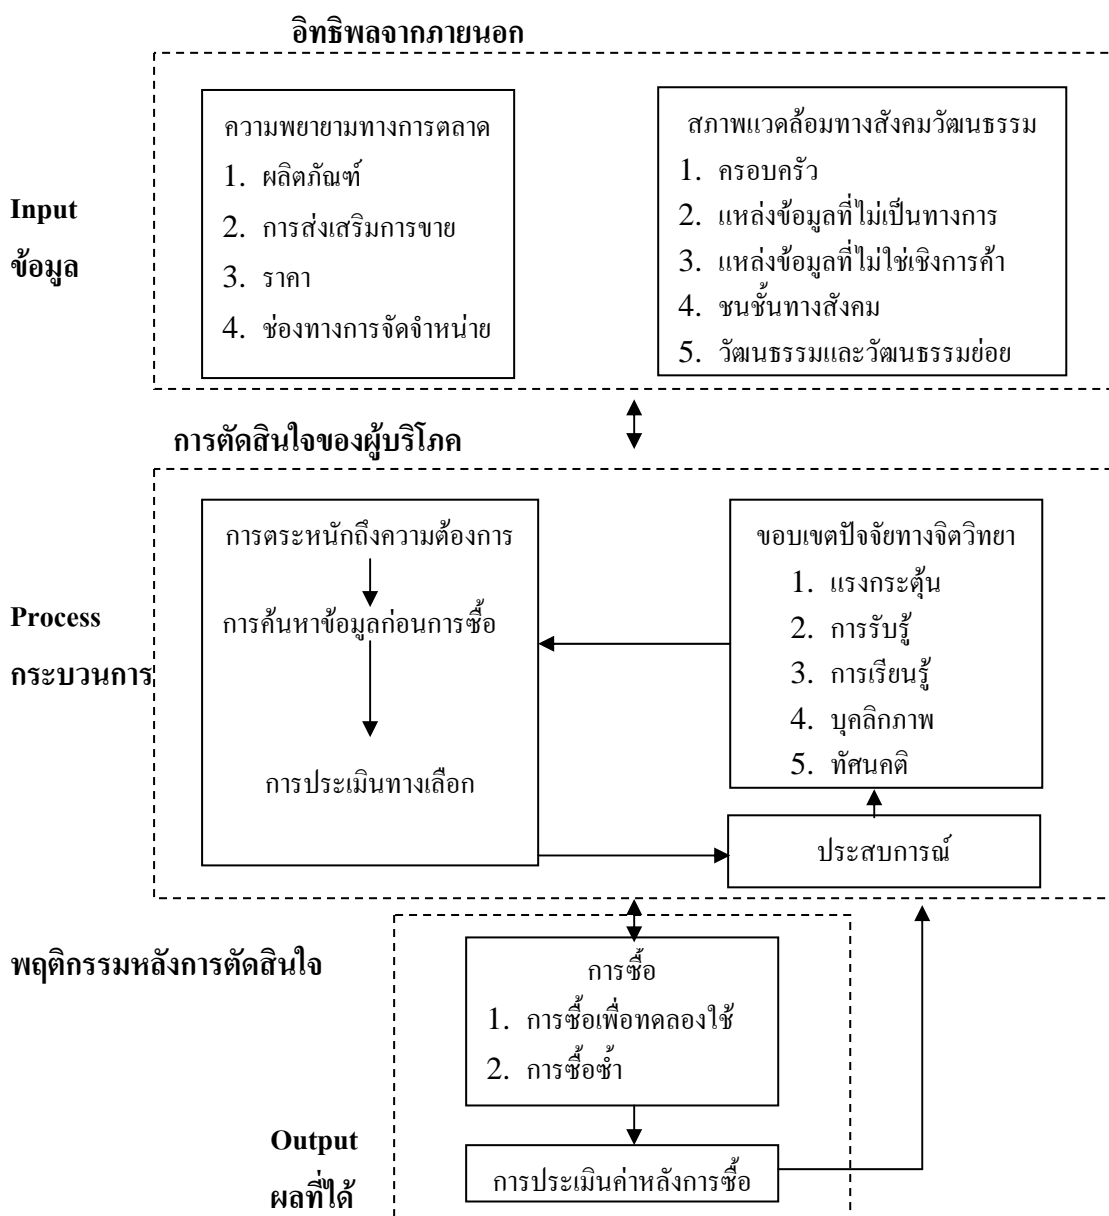 อิทธิพลจากภายนอก
ความพยายามทางการตลาด
1. ผลิตภัณฑ์
2. การส่งเสริมการขาย
3. ราคา
4. ช่องทางการจัดจำหน่าย
สภาพแวดล้อมทางสังคมวัฒนธรรม
1. ครอบครัว
2. แหล่งข้อมูลที่ไม่เป็นทางการ
3. แหล่งข้อมูลที่ไม่ใช่เชิงการค้า
4. ชนชั้นทางสังคม
5. วัฒนธรรมและวัฒนธรรมย่อย
Input
ข้อมูล
การตัดสินใจของผู้บริโภค
การตระหนักถึงความต้องการ
การค้นหาข้อมูลก่อนการซื้อ
การประเมินทางเลือก
ขอบเขตปัจจัยทางจิตวิทยา
1. แรงกระตุ้น
2. การรับรู้
3. การเรียนรู้
4. บุคลิกภาพ
5. ทัศนคติ
ประสบการณ์
Process
กระบวนการ
พฤติกรรมหลังการตัดสินใจ
การซื้อ
1. การซื้อเพื่อทดลองใช้
2. การซื้อซ้ำ
การประเมินค่าหลังการซื้อ
Output
ผลที่ได้